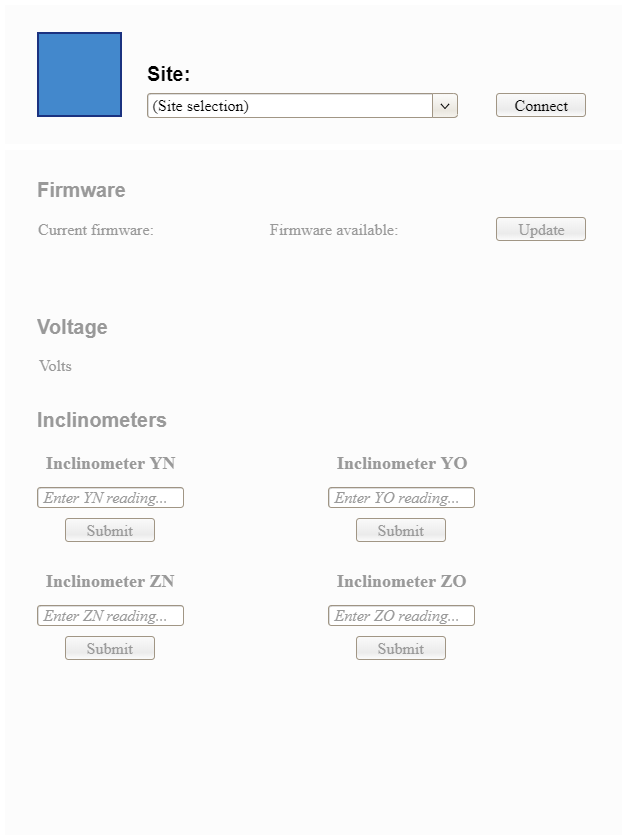 Site:
(Site selection) Connect
Firmware
Current firmware: Firmware available: Update
Voltage
Volts
Inclinometers
Inclinometer YN Inclinometer YO
Enter YN reading... Enter YO reading...
Submit Submit
Inclinometer ZN Inclinometer ZO
Enter ZN reading... Enter ZO reading...
Submit Submit